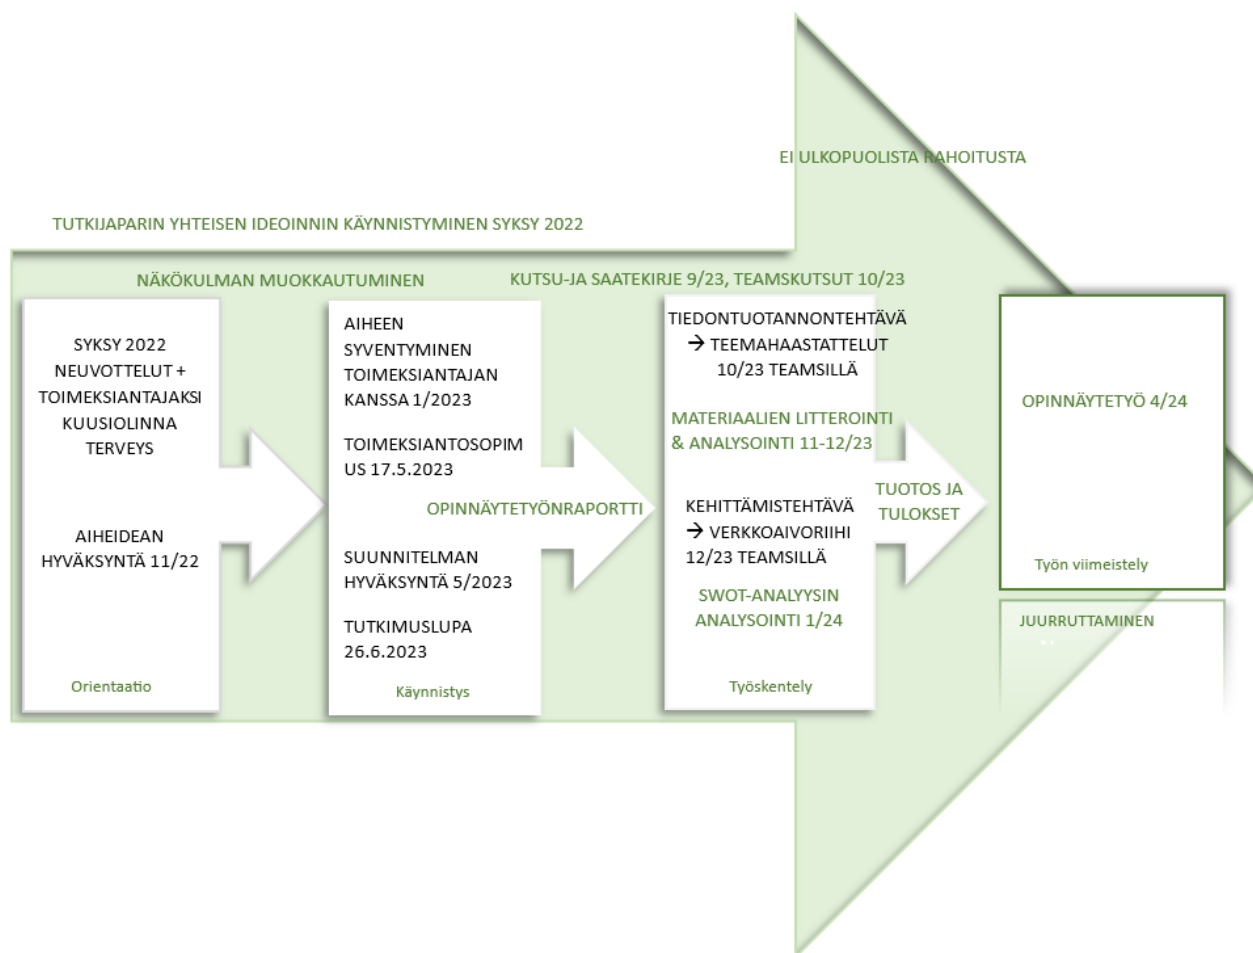 EI ULKOPUOLISTA RAHOITUSTA
TUTKIJAPARIN YHTEISEN IDEOINNIN KÄYNNISTYMINEN SYKSY 2022
NÄKÖKULMAN MUOKKAUTUMINEN
KUTSU-JA SAATEKIRJE 9/23, TEAMSKUTSUT 10/23
SYKSY 2022
NEUVOTTELUT +
TOIMEKSIANTAJAKSI
KUUSIOLINNA
TERVEYS
AIHEIDEAN
HYVÄKSYNTÄ 11/22
Orientaatio
AIHEEN
SYVENTYMINEN
TOIMEKSIANTAJAN
KANSSA 1/2023
TOIMEKSIANTOSOPIM
US 17.5.2023
SUUNNITELMAN
HYVÄKSYNTÄ 5/2023
TUTKIMUSLUPA
26.6.2023
Käynnistys
OPINNÄYTETYÖNRAPORTTI
TIEDONTUOTANNONTEHTÄVÄ
→ TEEMAHAASTATTELUT
10/23 TEAMSILLÄ
MATERIAALIEN LITTEROINTI
& ANALYSOINTI 11-12/23
KEHITTÄMISTEHTÄVÄ
→ VERKKOAIVORIIHI
12/23 TEAMSILLÄ
SWOT-ANALYYSIN
ANALYSOINTI 1/24
Työskentely
TUOTOS JA
TULOKSET
OPINNÄYTETYÖ 4/24
Työn viimeistely
JUURRUTTAMINEN